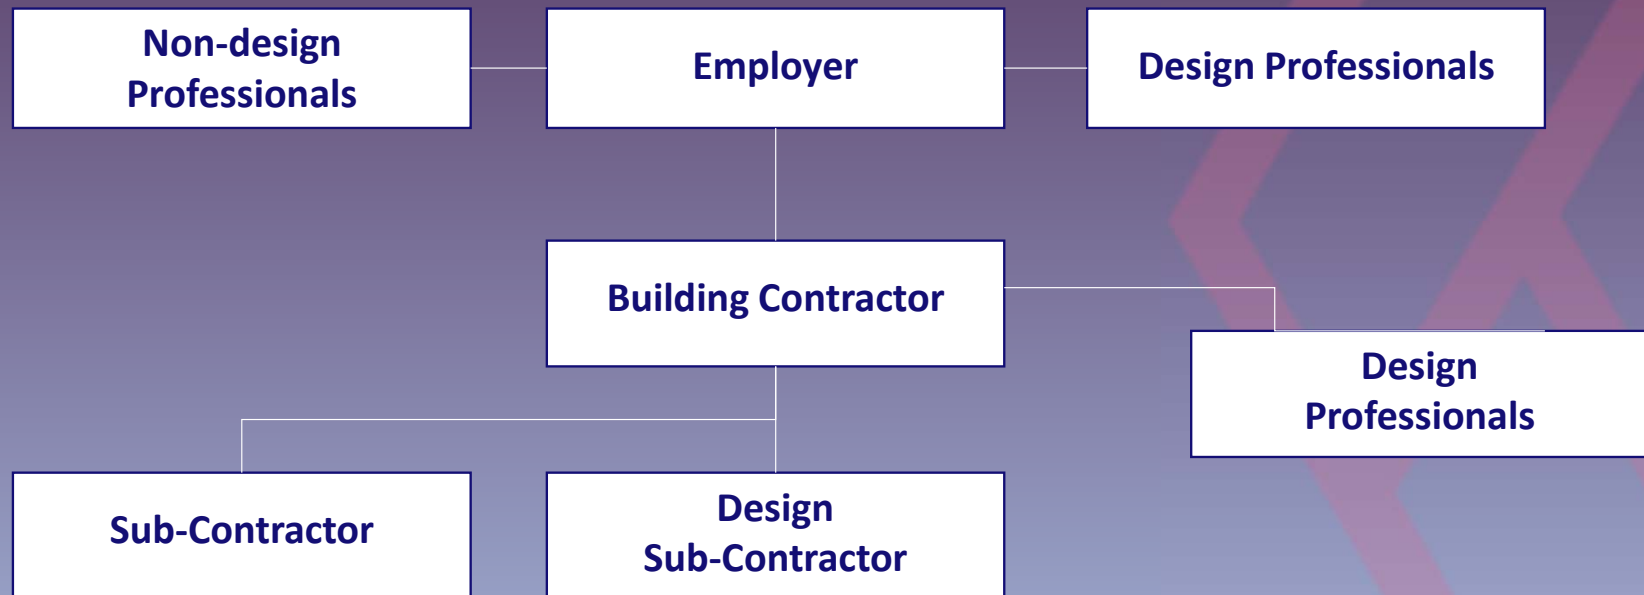 Non-design
Professionals
Employer
Design Professionals
Building Contractor
Design
Professionals
Sub-Contractor
Design
Sub-Contractor